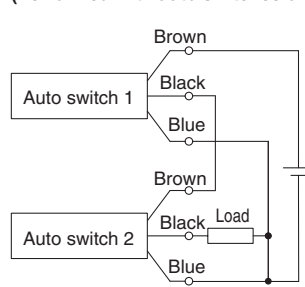 Brown
Auto switch 1
Black
Blue
Brown
Auto switch 2
Black
Load
Blue